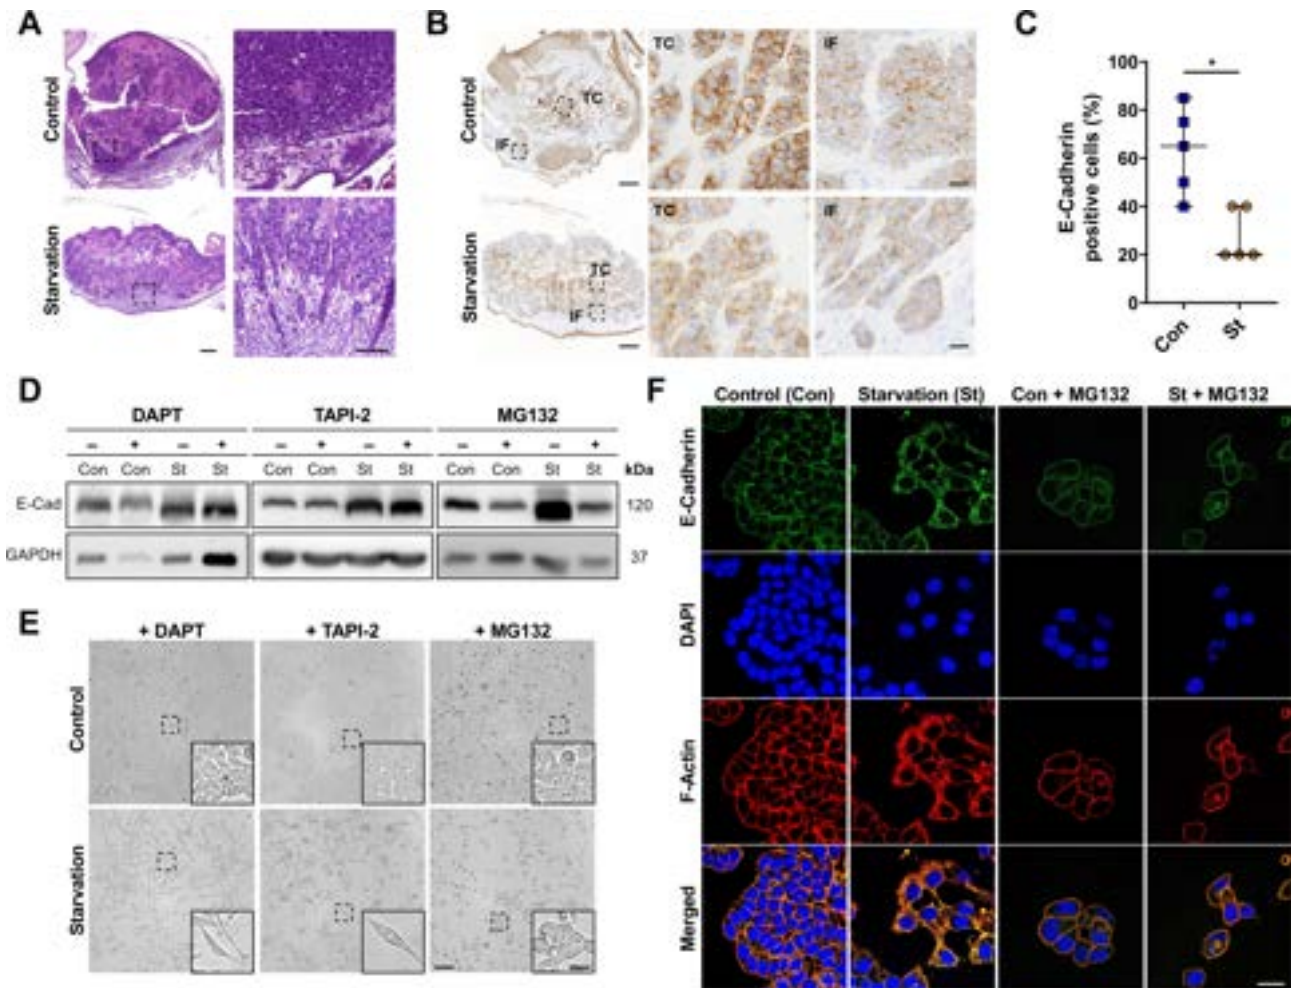 A
Control
Starvation
B
Control
Starvation
TC
IF
TC
IF
TC
IF
TC
IF
C
E-Cadherin
positive cells (%)
100
80
60
40
20
0
*
Con
St
D
DAPT
TAPI-2
MG132
– + – + – + – + – + – +
Con Con St St Con Con St St Con Con St St kDa
E-Cad 120
GAPDH 37
E
+ DAPT + TAPI-2 + MG132
Control
Starvation
F
Control (Con) Starvation (St) Con + MG132 St + MG132
E-Cadherin
DAPI
F-Actin
Merged